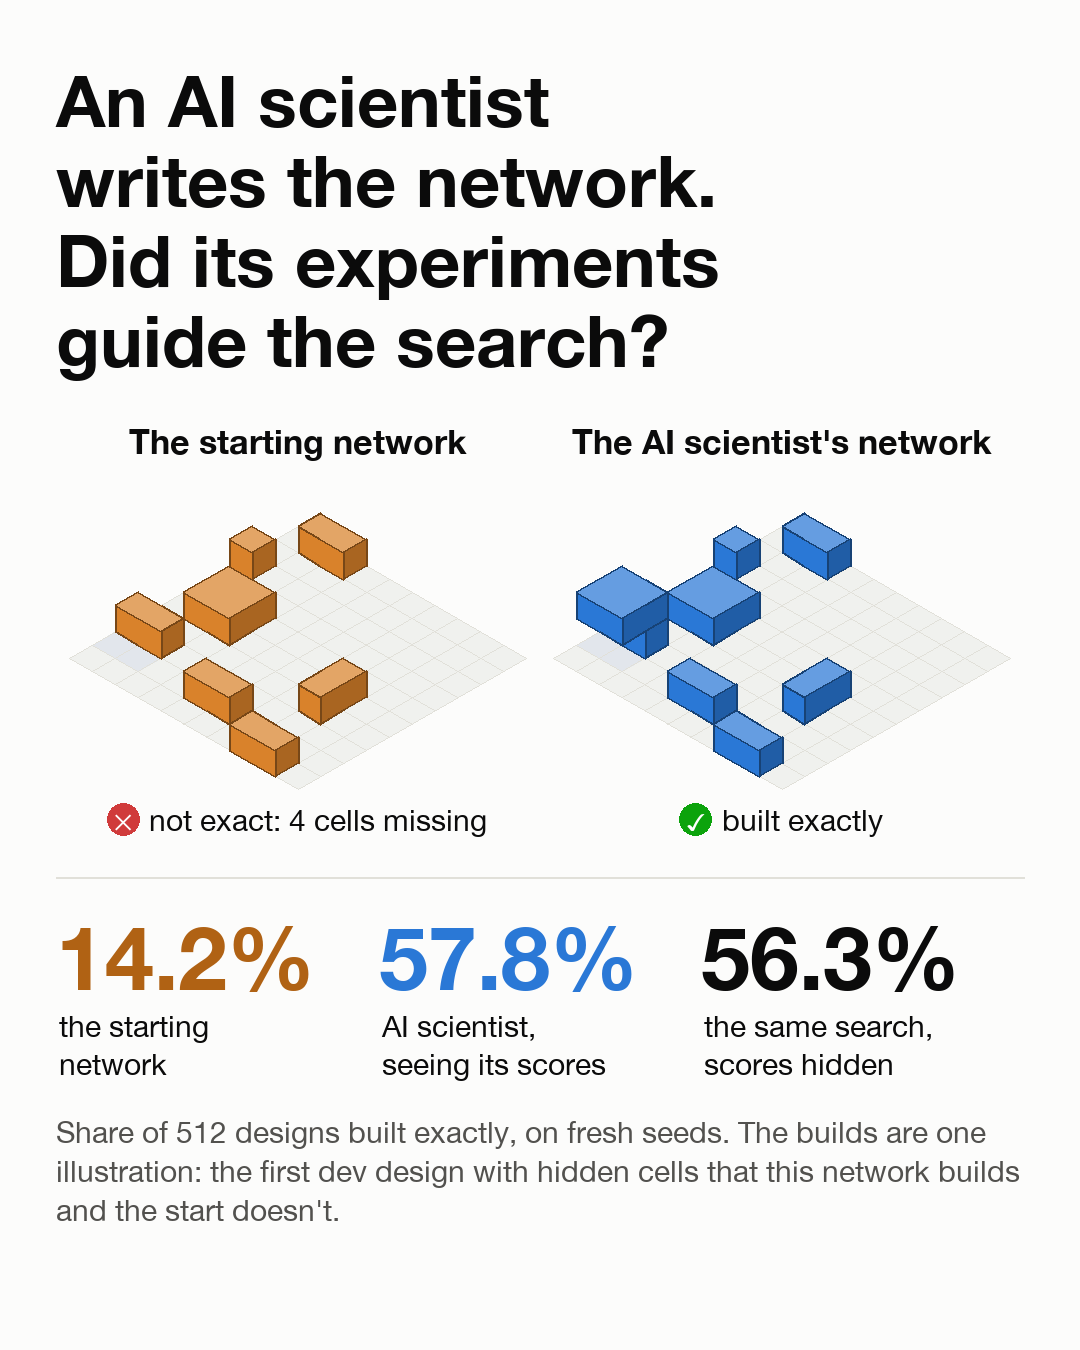 An AI scientist
writes the network.
Did its experiments
guide the search?
The starting network
The AI scientist's network
not exact: 4 cells missing
built exactly
14.2%
the starting
network
57.8%
AI scientist,
seeing its scores
56.3%
the same search,
scores hidden
Share of 512 designs built exactly, on fresh seeds. The builds are one
illustration: the first dev design with hidden cells that this network builds
and the start doesn't.